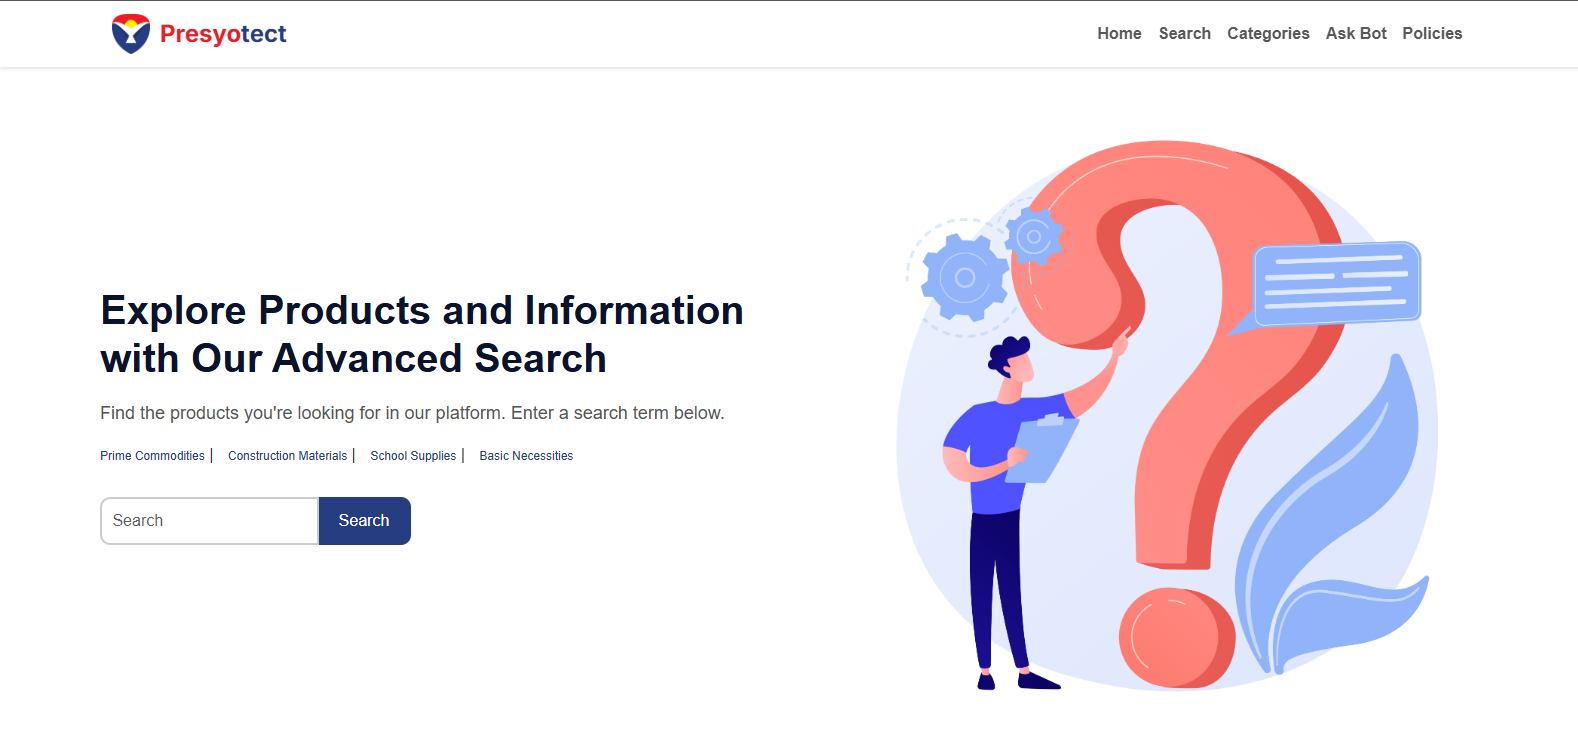 Presyotect
Home Search Categories Ask Bot Policies
Explore Products and Information
with Our Advanced Search
Find the products you're looking for in our platform. Enter a search term below.
Prime Commodities | Construction Materials | School Supplies | Basic Necessities
Search Search